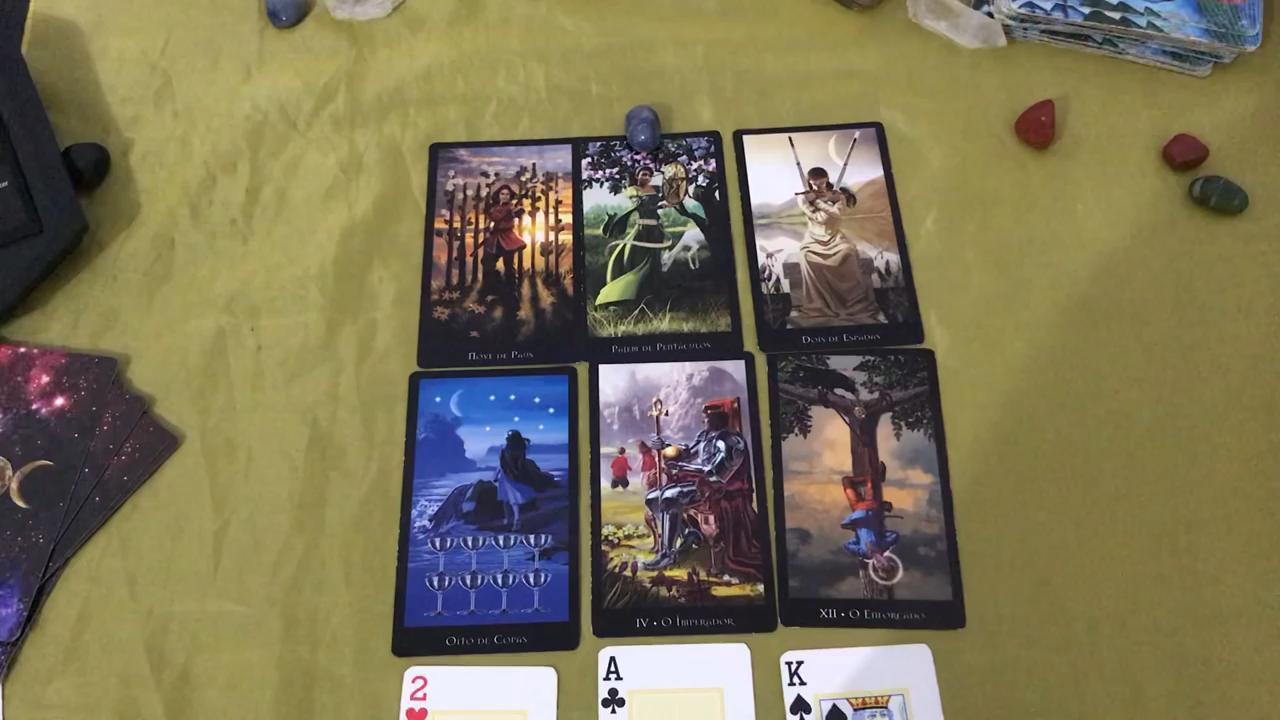 Nove de Paus
Pajem de Pentáculos
Dois de Espadas
Oito de Copas
IV • O Imperador
XII • O Enforcado
2
A
K